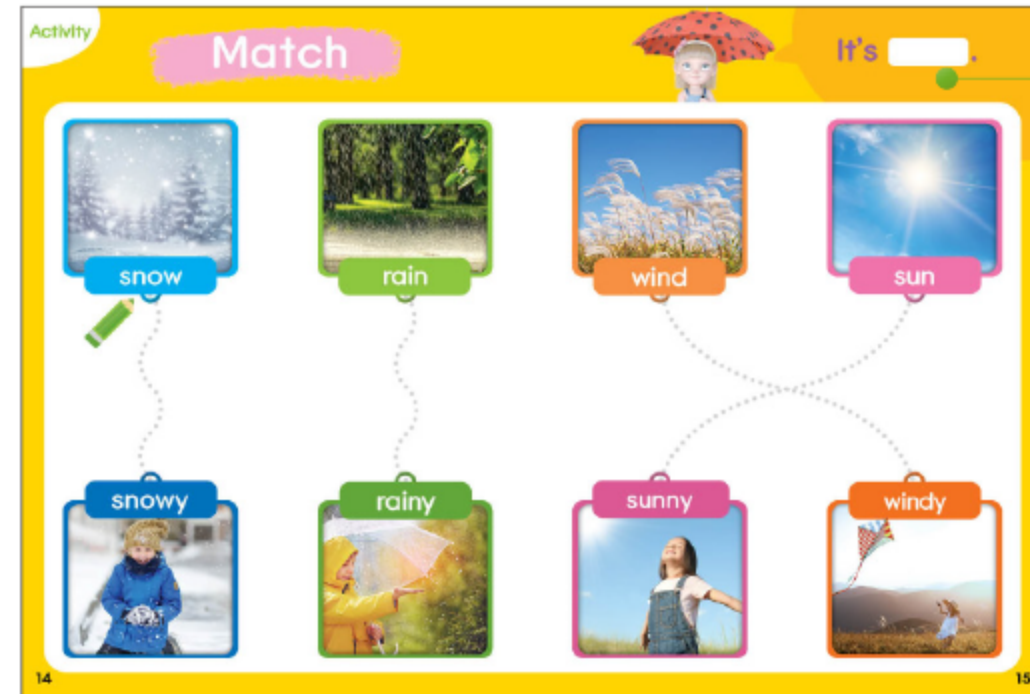 Activity
Match
It's .
snow
rain
wind
sun
snowy
rainy
sunny
windy
14
15